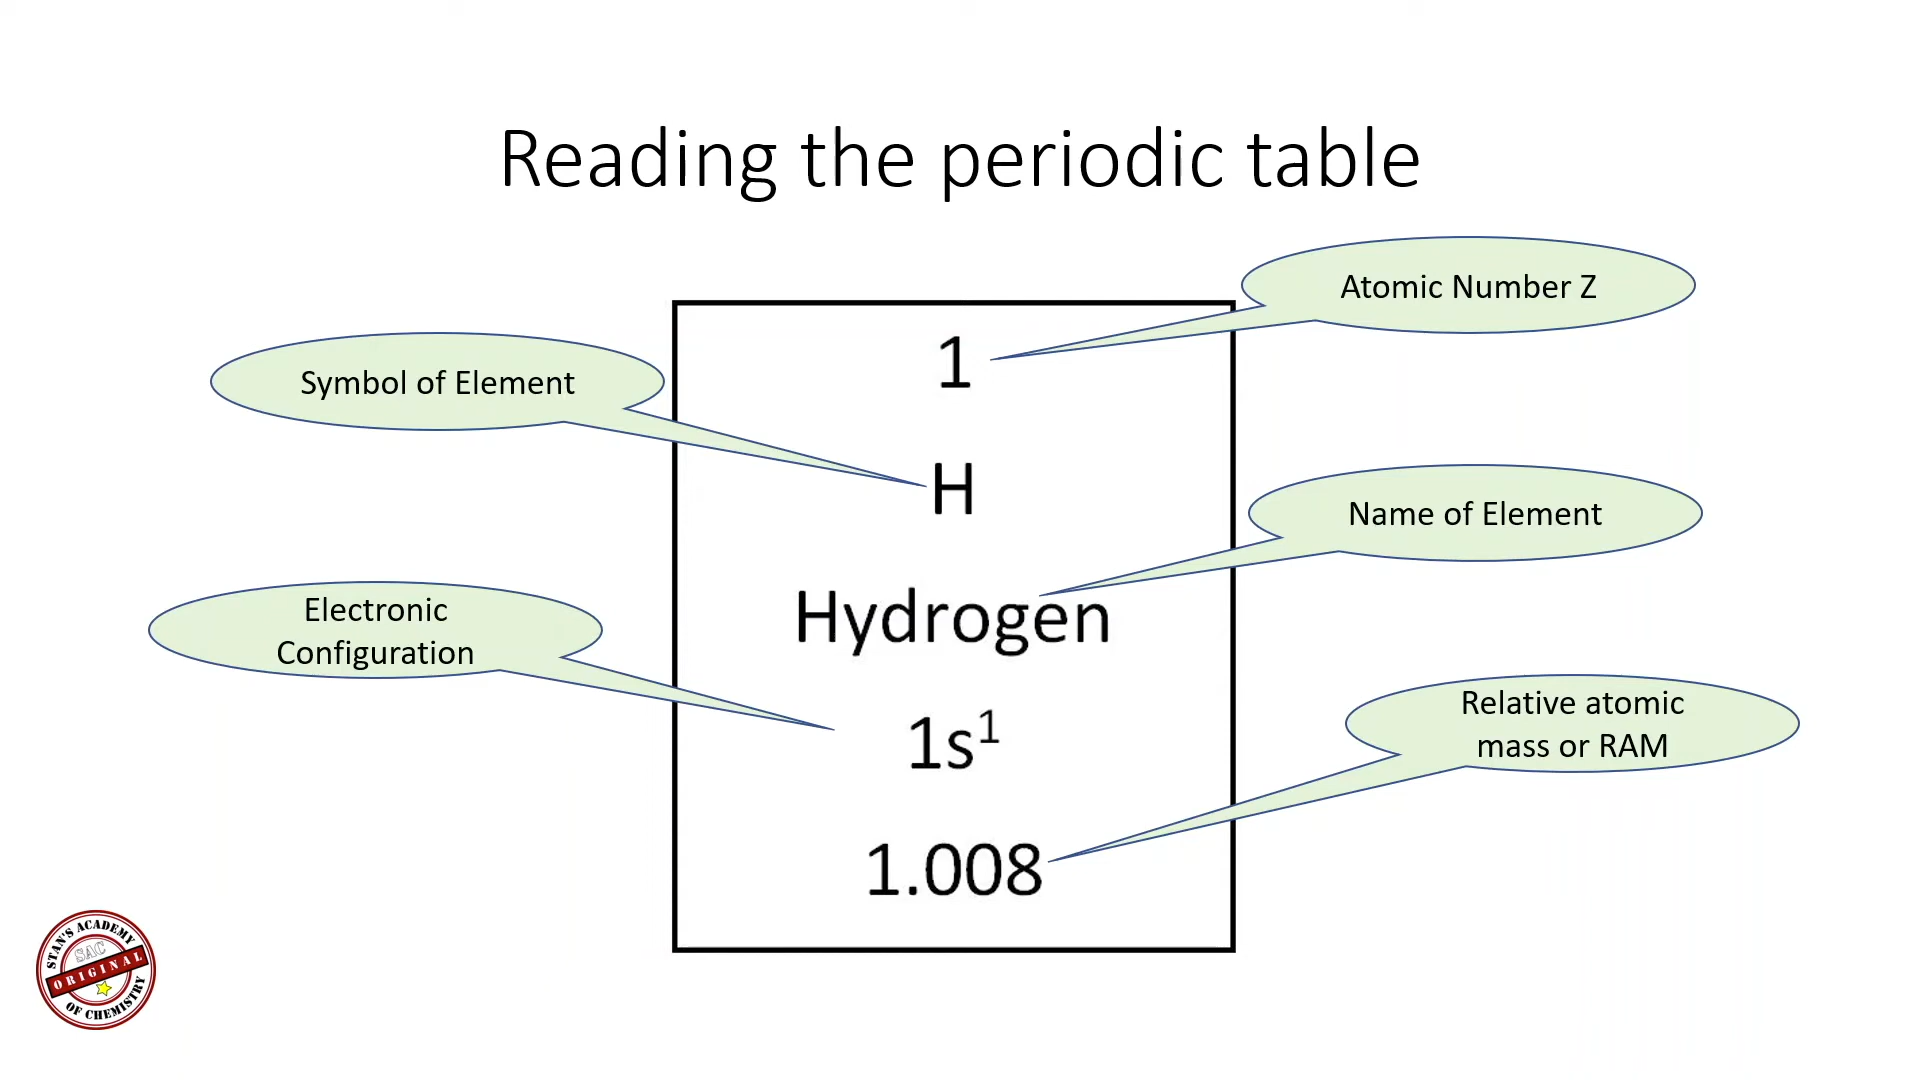 Reading the periodic table
Atomic Number Z
1
Symbol of Element
H
Name of Element
Hydrogen
Electronic
Configuration
1s¹
Relative atomic
mass or RAM
1.008
STAN'S ACADEMY
SAC
ORIGINAL
OF CHEMISTRY